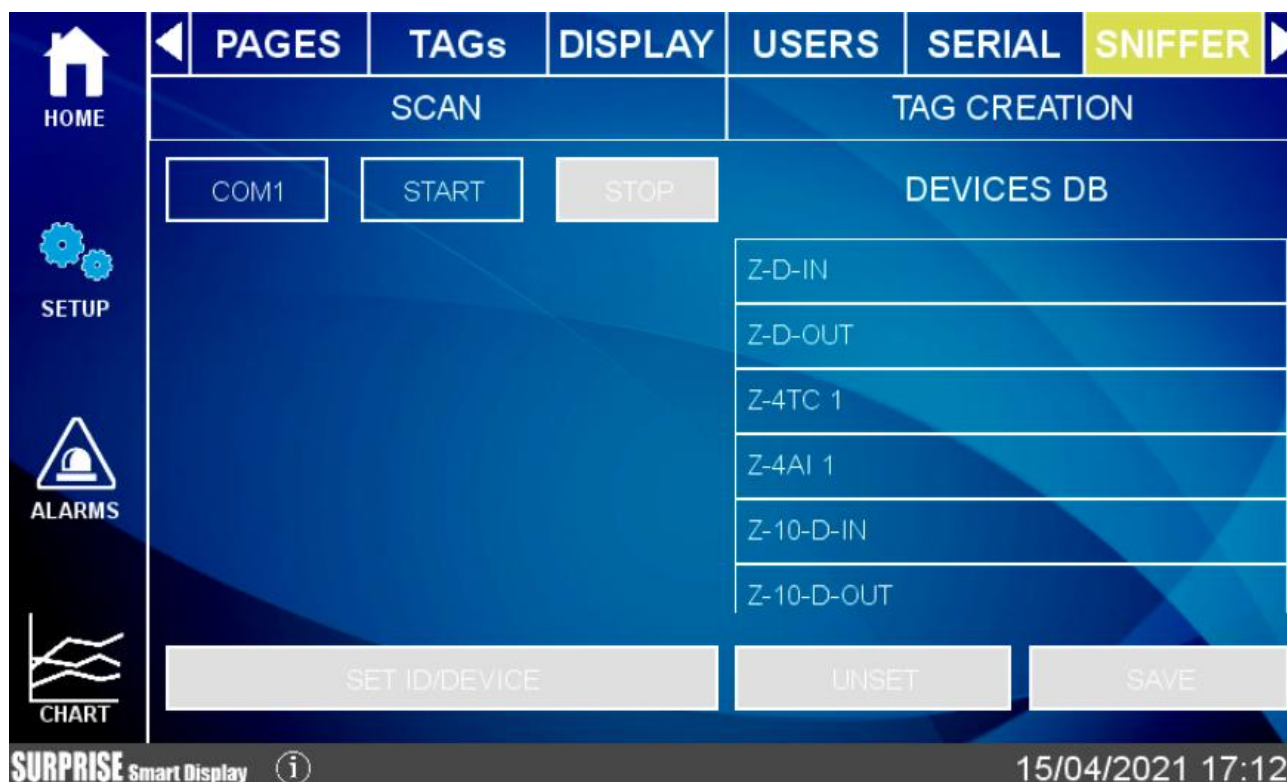 PAGES TAGs DISPLAY USERS SERIAL SNIFFER
HOME
SCAN TAG CREATION
COM1 START STOP DEVICES DB
Z-D-IN
SETUP
Z-D-OUT
Z-4TC 1
Z-4AI 1
ALARMS
Z-10-D-IN
Z-10-D-OUT
SET ID/DEVICE UNSET SAVE
CHART
SURPRISE Smart Display i 15/04/2021 17:12